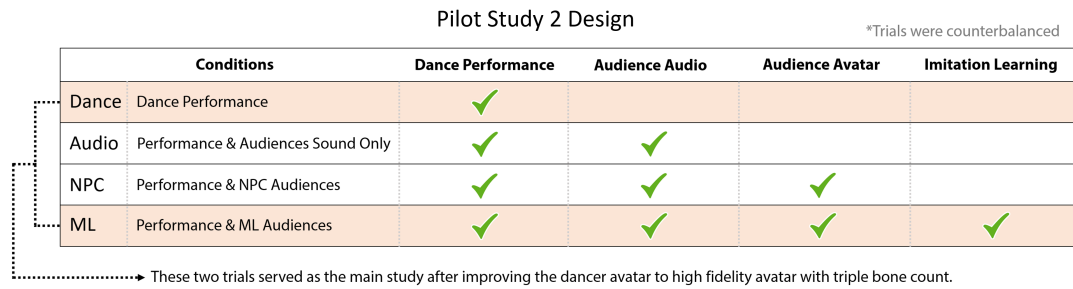 Pilot Study 2 Design
*Trials were counterbalanced
Conditions Dance Performance Audience Audio Audience Avatar Imitation Learning
Dance Dance Performance
Audio Performance & Audiences Sound Only
NPC Performance & NPC Audiences
ML Performance & ML Audiences
These two trials served as the main study after improving the dancer avatar to high fidelity avatar with triple bone count.